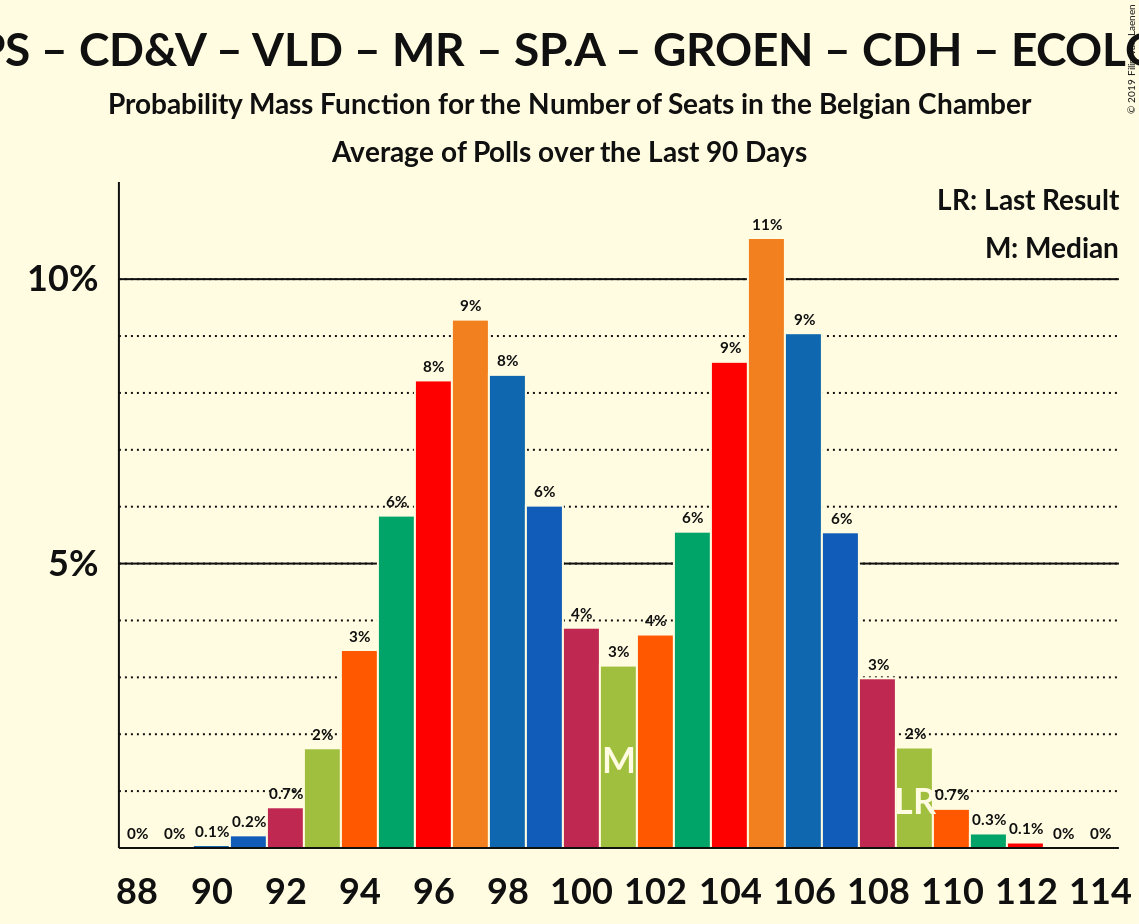 PS – CD&V – VLD – MR – SP.A – GROEN – CDH – ECOLO
Probability Mass Function for the Number of Seats in the Belgian Chamber
Average of Polls over the Last 90 Days
© 2019 Filip Laenen
LR: Last Result
M: Median
10%
5%
0% 0% 0.1% 0.2% 0.7% 2% 3% 6% 8% 9% 8% 6% 4% 3% 4% 6% 9% 11% 9% 6% 3% 2% 0.7% 0.3% 0.1% 0% 0%
M
LR
88 90 92 94 96 98 100 102 104 106 108 110 112 114